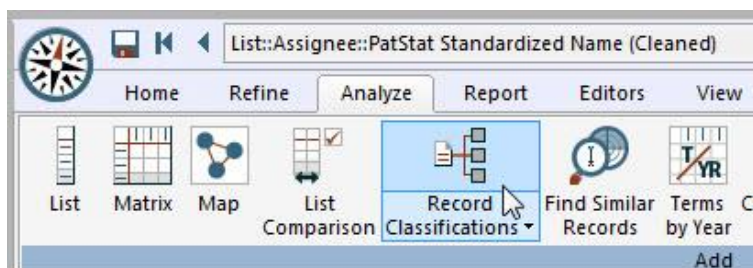 List::Assignee::PatStat Standardized Name (Cleaned)
Home Refine Analyze Report Editors View
List Matrix Map List Comparison Record Classifications Find Similar Records Terms by Year
T/YR
Add